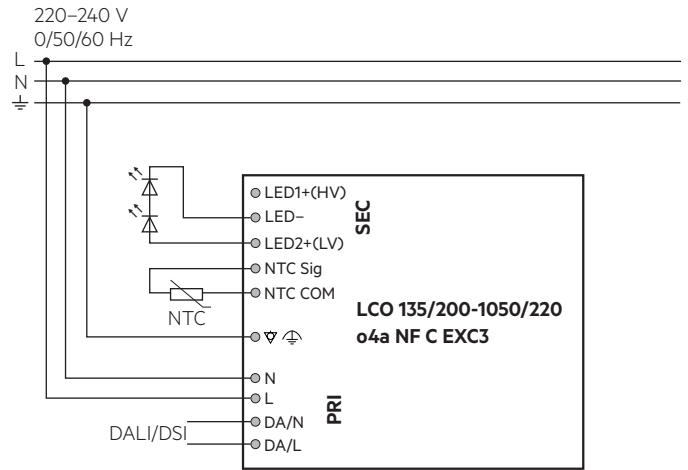 220–240 V
0/50/60 Hz
L
N
LED1+(HV)
LED–
LED2+(LV)
SEC
NTC Sig
NTC COM
NTC
LCO 135/200-1050/220
o4a NF C EXC3
N
L
PRI
DA/N
DALI/DSI
DA/L